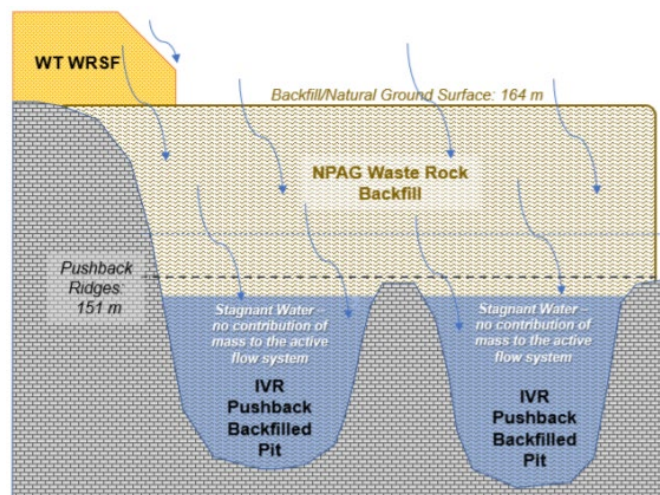 WT WRSF
Backfill/Natural Ground Surface: 164 m
NPAG Waste Rock
Backfill
Pushback
Ridges:
151 m
Stagnant Water –
no contribution of
mass to the active
flow system
Stagnant Water –
no contribution of
mass to the active
flow system
IVR
Pushback
Backfilled
Pit
IVR
Pushback
Backfilled
Pit